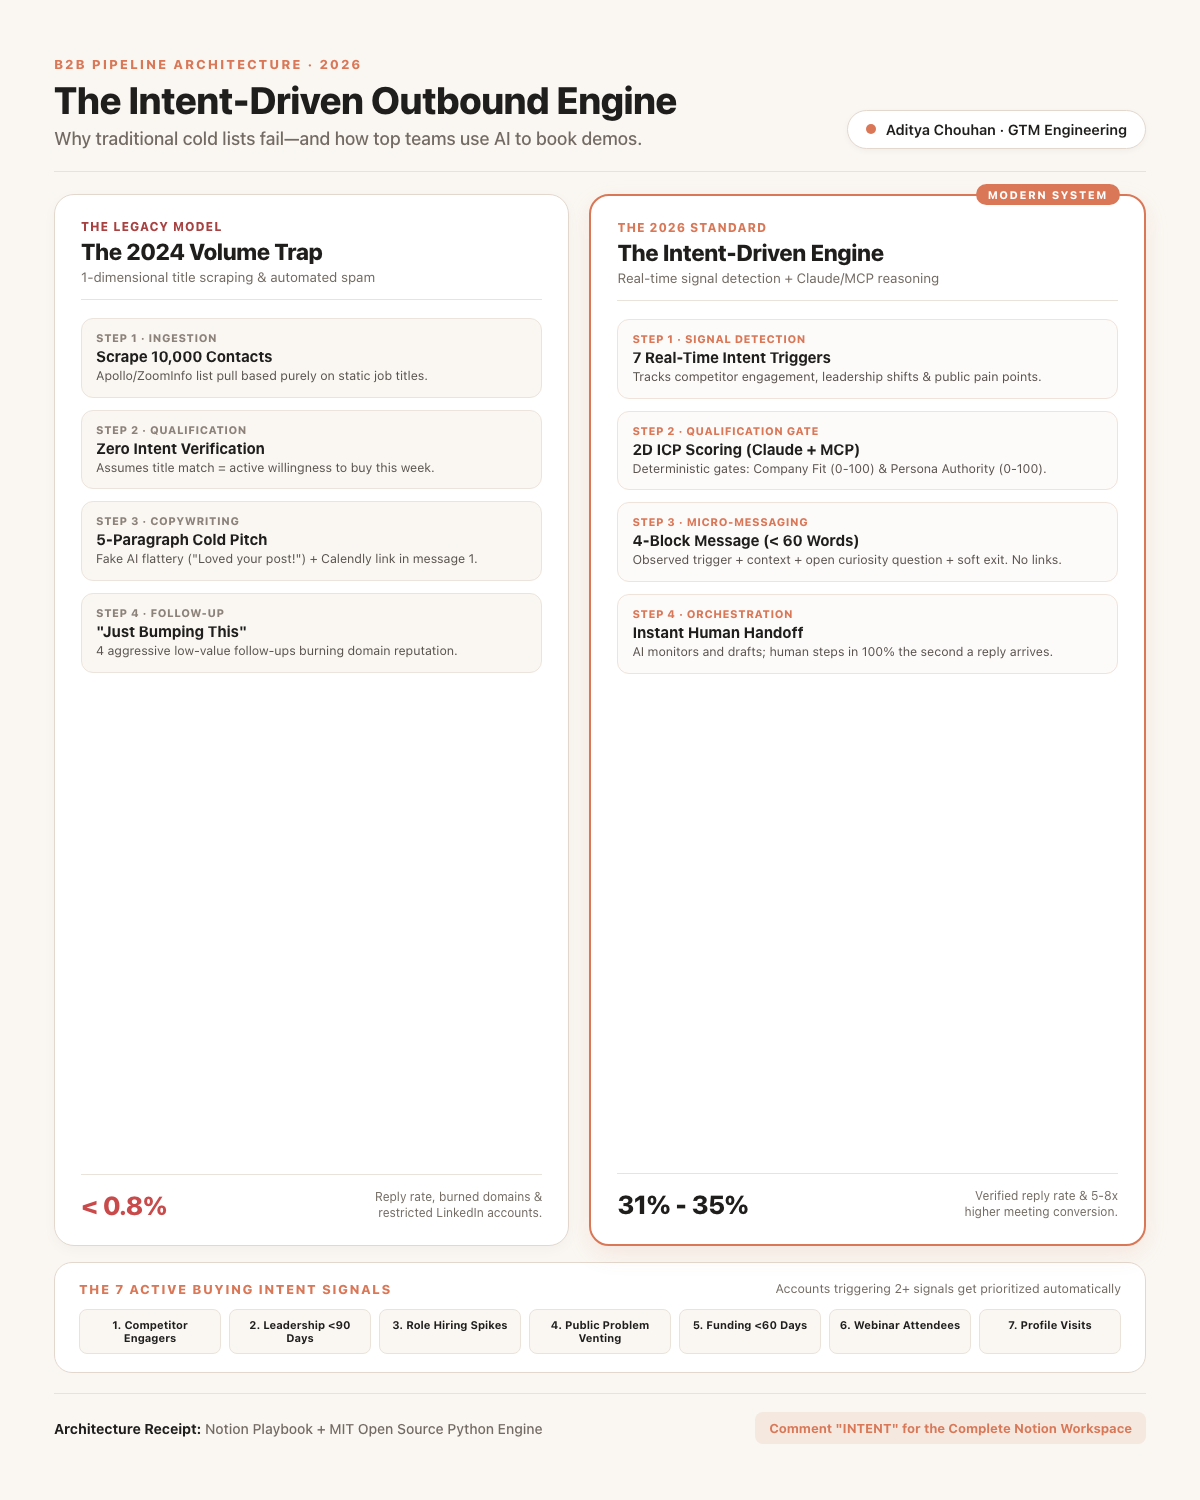 B2B PIPELINE ARCHITECTURE · 2026
The Intent-Driven Outbound Engine
Why traditional cold lists fail—and how top teams use AI to book demos.
Aditya Chouhan · GTM Engineering
THE LEGACY MODEL
The 2024 Volume Trap
1-dimensional title scraping & automated spam
STEP 1 · INGESTION
Scrape 10,000 Contacts
Apollo/ZoomInfo list pull based purely on static job titles.
STEP 2 · QUALIFICATION
Zero Intent Verification
Assumes title match = active willingness to buy this week.
STEP 3 · COPYWRITING
5-Paragraph Cold Pitch
Fake AI flattery ("Loved your post!") + Calendly link in message 1.
STEP 4 · FOLLOW-UP
"Just Bumping This"
4 aggressive low-value follow-ups burning domain reputation.
< 0.8%
Reply rate, burned domains &
restricted LinkedIn accounts.
MODERN SYSTEM
THE 2026 STANDARD
The Intent-Driven Engine
Real-time signal detection + Claude/MCP reasoning
STEP 1 · SIGNAL DETECTION
7 Real-Time Intent Triggers
Tracks competitor engagement, leadership shifts & public pain points.
STEP 2 · QUALIFICATION GATE
2D ICP Scoring (Claude + MCP)
Deterministic gates: Company Fit (0-100) & Persona Authority (0-100).
STEP 3 · MICRO-MESSAGING
4-Block Message (< 60 Words)
Observed trigger + context + open curiosity question + soft exit. No links.
STEP 4 · ORCHESTRATION
Instant Human Handoff
AI monitors and drafts; human steps in 100% the second a reply arrives.
31% - 35%
Verified reply rate & 5-8x
higher meeting conversion.
THE 7 ACTIVE BUYING INTENT SIGNALS
Accounts triggering 2+ signals get prioritized automatically
1. Competitor
Engagers
2. Leadership <90
Days
3. Role Hiring Spikes
4. Public Problem
Venting
5. Funding <60 Days
6. Webinar Attendees
7. Profile Visits
Architecture Receipt: Notion Playbook + MIT Open Source Python Engine
Comment "INTENT" for the Complete Notion Workspace